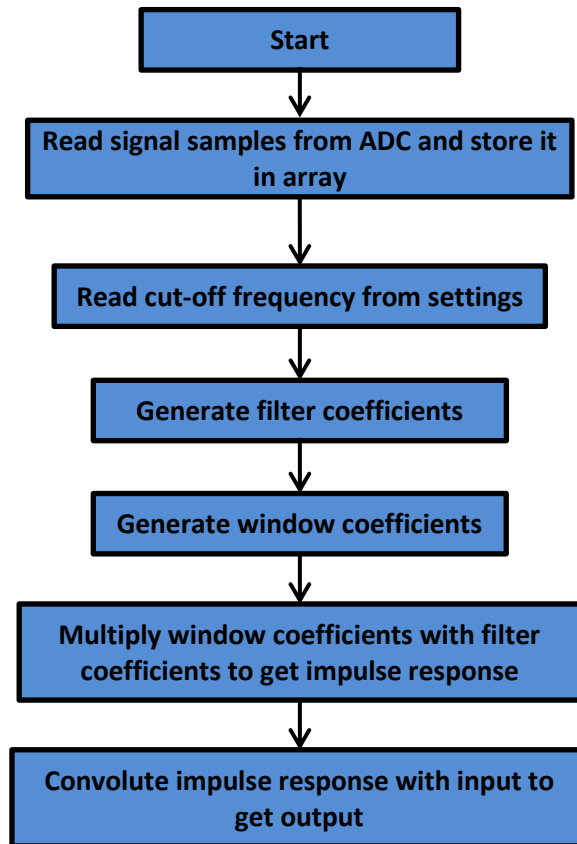 Start
Read signal samples from ADC and store it
in array
Read cut-off frequency from settings
Generate filter coefficients
Generate window coefficients
Multiply window coefficients with filter
coefficients to get impulse response
Convolute impulse response with input to
get output